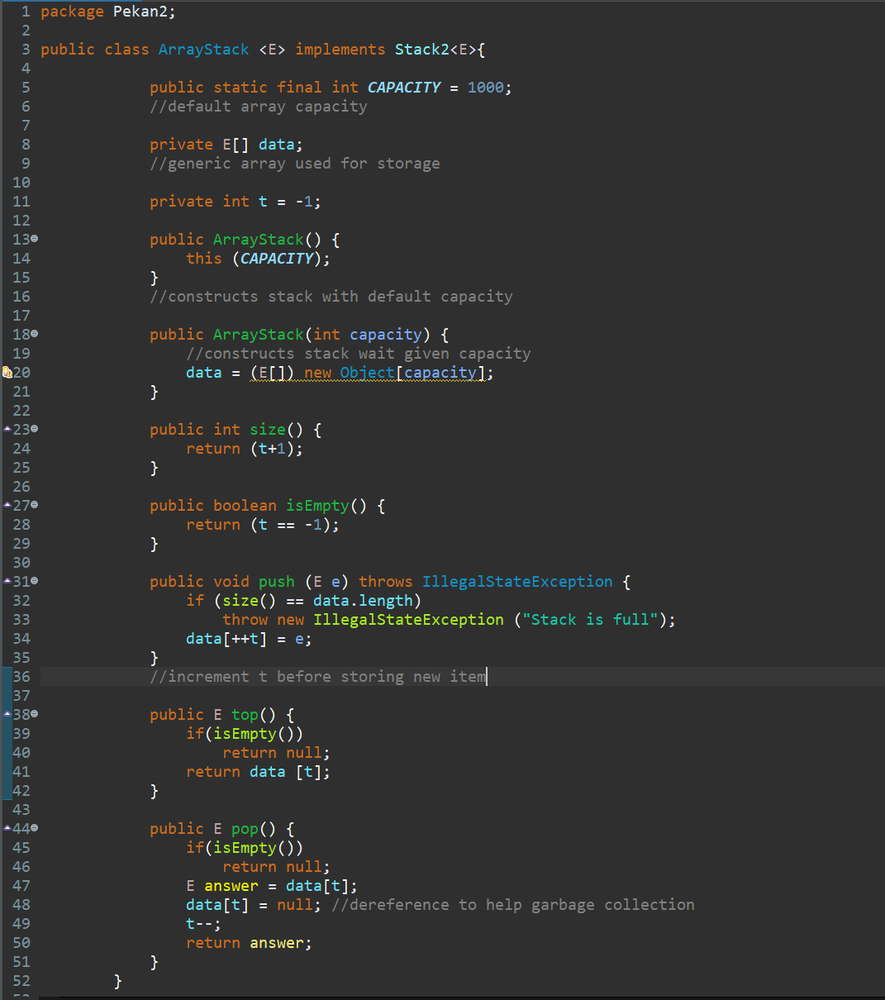 1 package Pekan2;
2
3 public class ArrayStack <E> implements Stack2<E>{
4
5 public static final int CAPACITY = 1000;
6 //default array capacity
7
8 private E[] data;
9 //generic array used for storage
10
11 private int t = -1;
12
13 public ArrayStack() {
14 this (CAPACITY);
15 }
16 //constructs stack with default capacity
17
18 public ArrayStack(int capacity) {
19 //constructs stack wait given capacity
20 data = (E[]) new Object[capacity];
21 }
22
23 public int size() {
24 return (t+1);
25 }
26
27 public boolean isEmpty() {
28 return (t == -1);
29 }
30
31 public void push (E e) throws IllegalStateException {
32 if (size() == data.length)
33 throw new IllegalStateException ("Stack is full");
34 data[++t] = e;
35 }
36 //increment t before storing new item
37
38 public E top() {
39 if(isEmpty())
40 return null;
41 return data [t];
42 }
43
44 public E pop() {
45 if(isEmpty())
46 return null;
47 E answer = data[t];
48 data[t] = null; //dereference to help garbage collection
49 t--;
50 return answer;
51 }
52 }